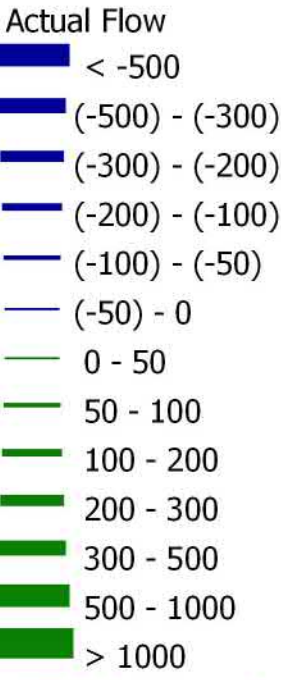 Actual Flow
< -500
(-500) - (-300)
(-300) - (-200)
(-200) - (-100)
(-100) - (-50)
(-50) - 0
0 - 50
50 - 100
100 - 200
200 - 300
300 - 500
500 - 1000
> 1000